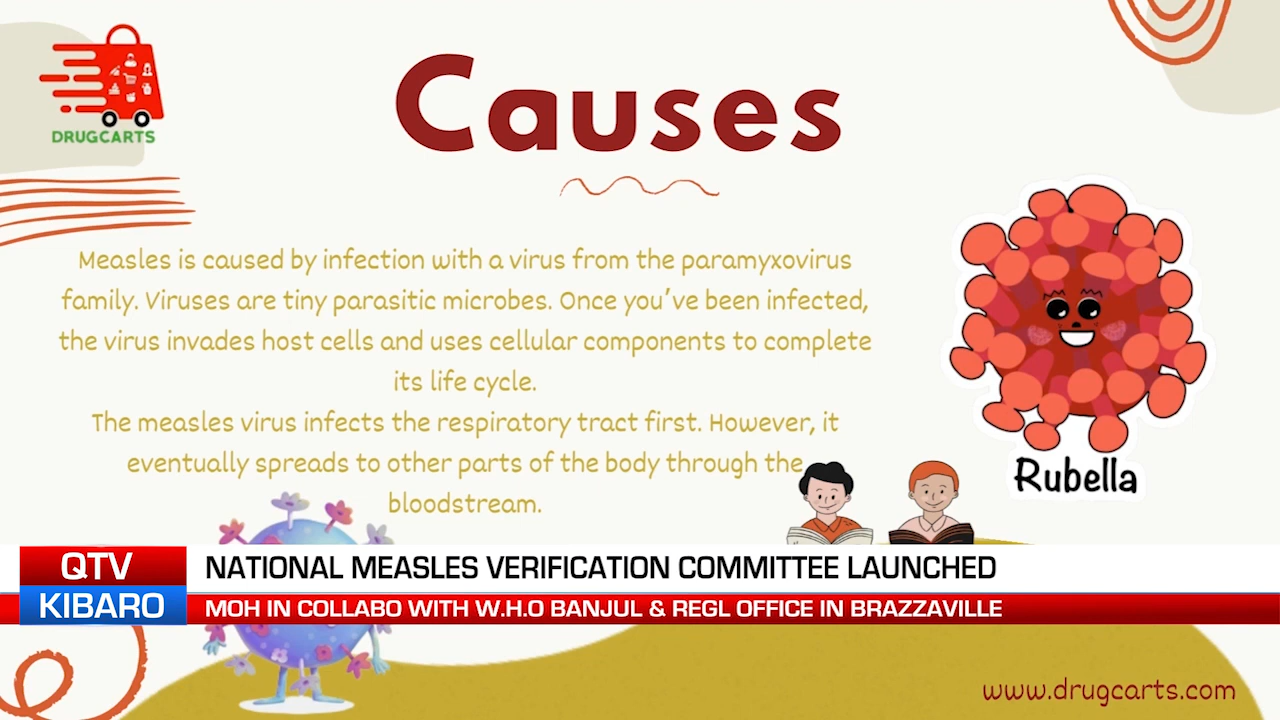 DRUGCARTS
Causes
Measles is caused by infection with a virus from the paramyxovirus
family. Viruses are tiny parasitic microbes. Once you've been infected,
the virus invades host cells and uses cellular components to complete
its life cycle.
The measles virus infects the respiratory tract first. However, it
eventually spreads to other parts of the body through the
bloodstream.
Rubella
QTV
KIBARO
NATIONAL MEASLES VERIFICATION COMMITTEE LAUNCHED
MOH IN COLLABO WITH W.H.O BANJUL & REGL OFFICE IN BRAZZAVILLE
www.drugcarts.com